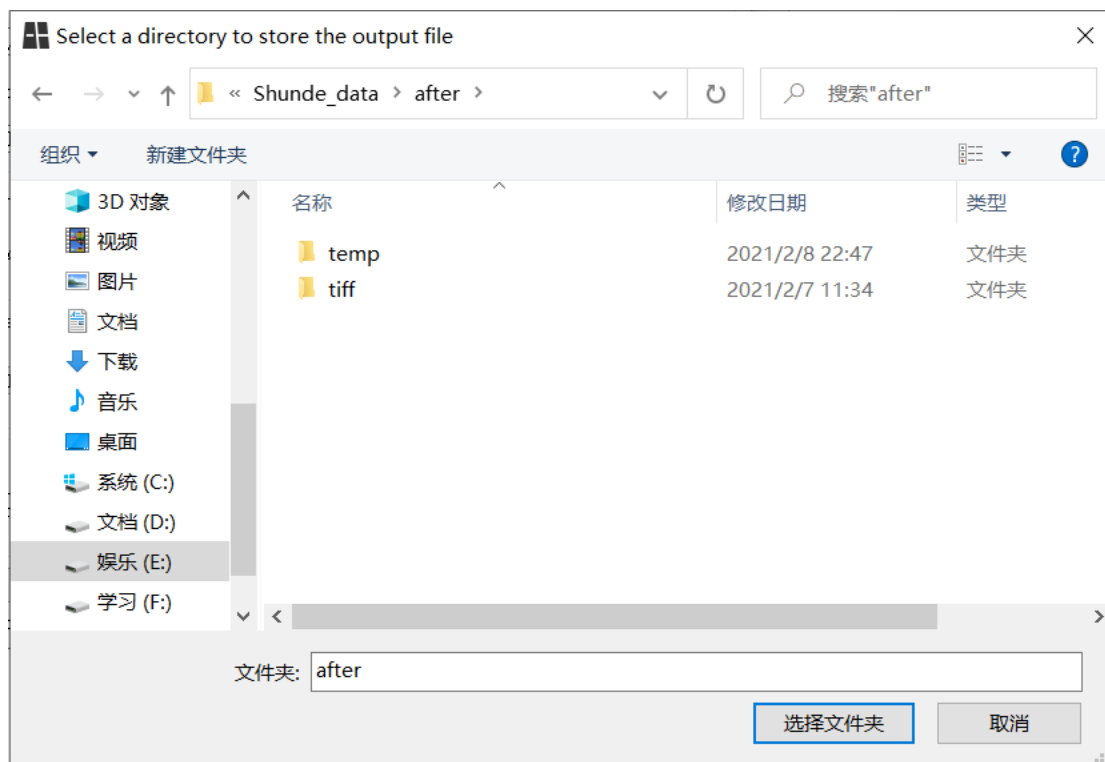 Select a directory to store the output file
« Shunde_data > after >
搜索"after"
组织 新建文件夹
名称 修改日期 类型
3D 对象
视频
图片
文档
下载
音乐
桌面
系统 (C:)
文档 (D:)
娱乐 (E:)
学习 (F:)
temp 2021/2/8 22:47 文件夹
tiff 2021/2/7 11:34 文件夹
文件夹: after
选择文件夹 取消